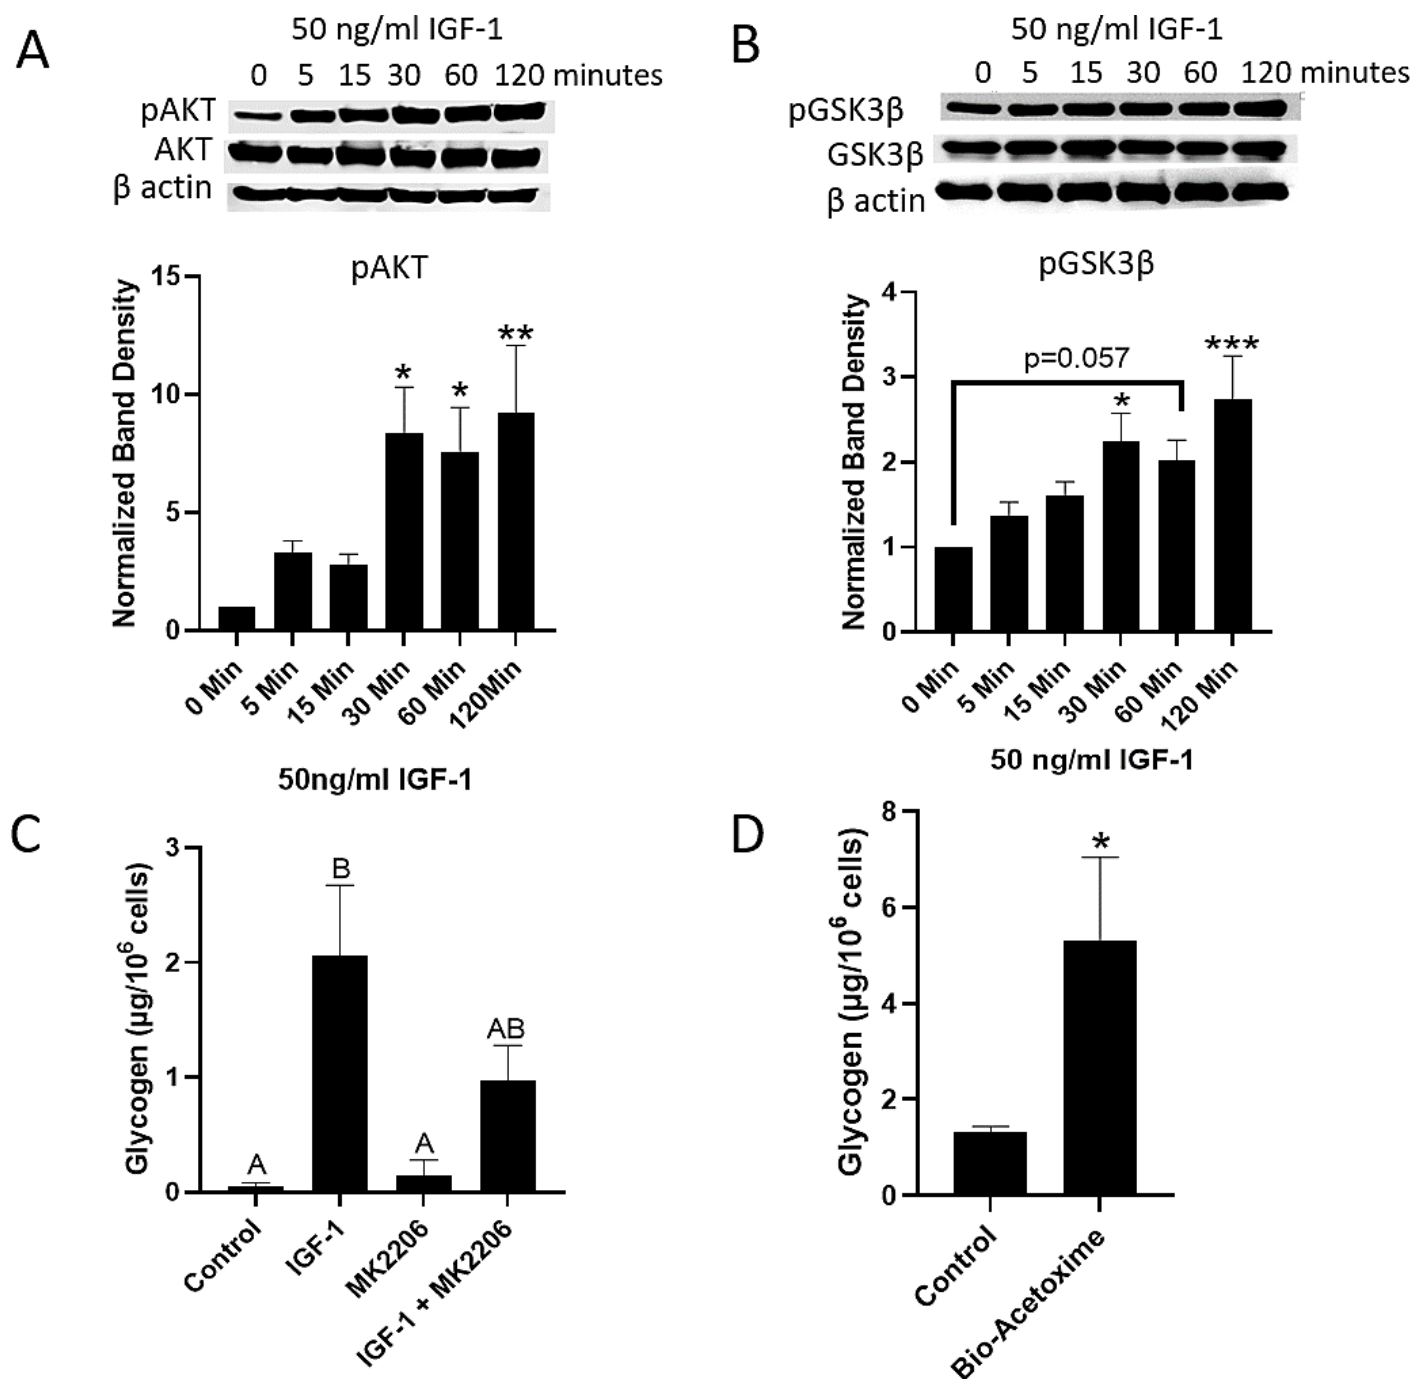 A
50 ng/ml IGF-1
0 5 15 30 60 120 minutes
pAKT
AKT
β actin
pAKT
Normalized Band Density
15
10
5
0
*
*
**
0 Min
5 Min
15 Min
30 Min
60 Min
120Min
50ng/ml IGF-1
B
50 ng/ml IGF-1
0 5 15 30 60 120 minutes
pGSK3β
GSK3β
β actin
pGSK3β
Normalized Band Density
4
3
2
1
0
p=0.057
*
***
0 Min
5 Min
15 Min
30 Min
60 Min
120 Min
50 ng/ml IGF-1
C
Glycogen (µg/10⁶ cells)
3
2
1
0
A
B
A
AB
Control
IGF-1
MK2206
IGF-1 + MK2206
D
Glycogen (µg/10⁶ cells)
8
6
4
2
0
*
Control
Bio-Acetoxime